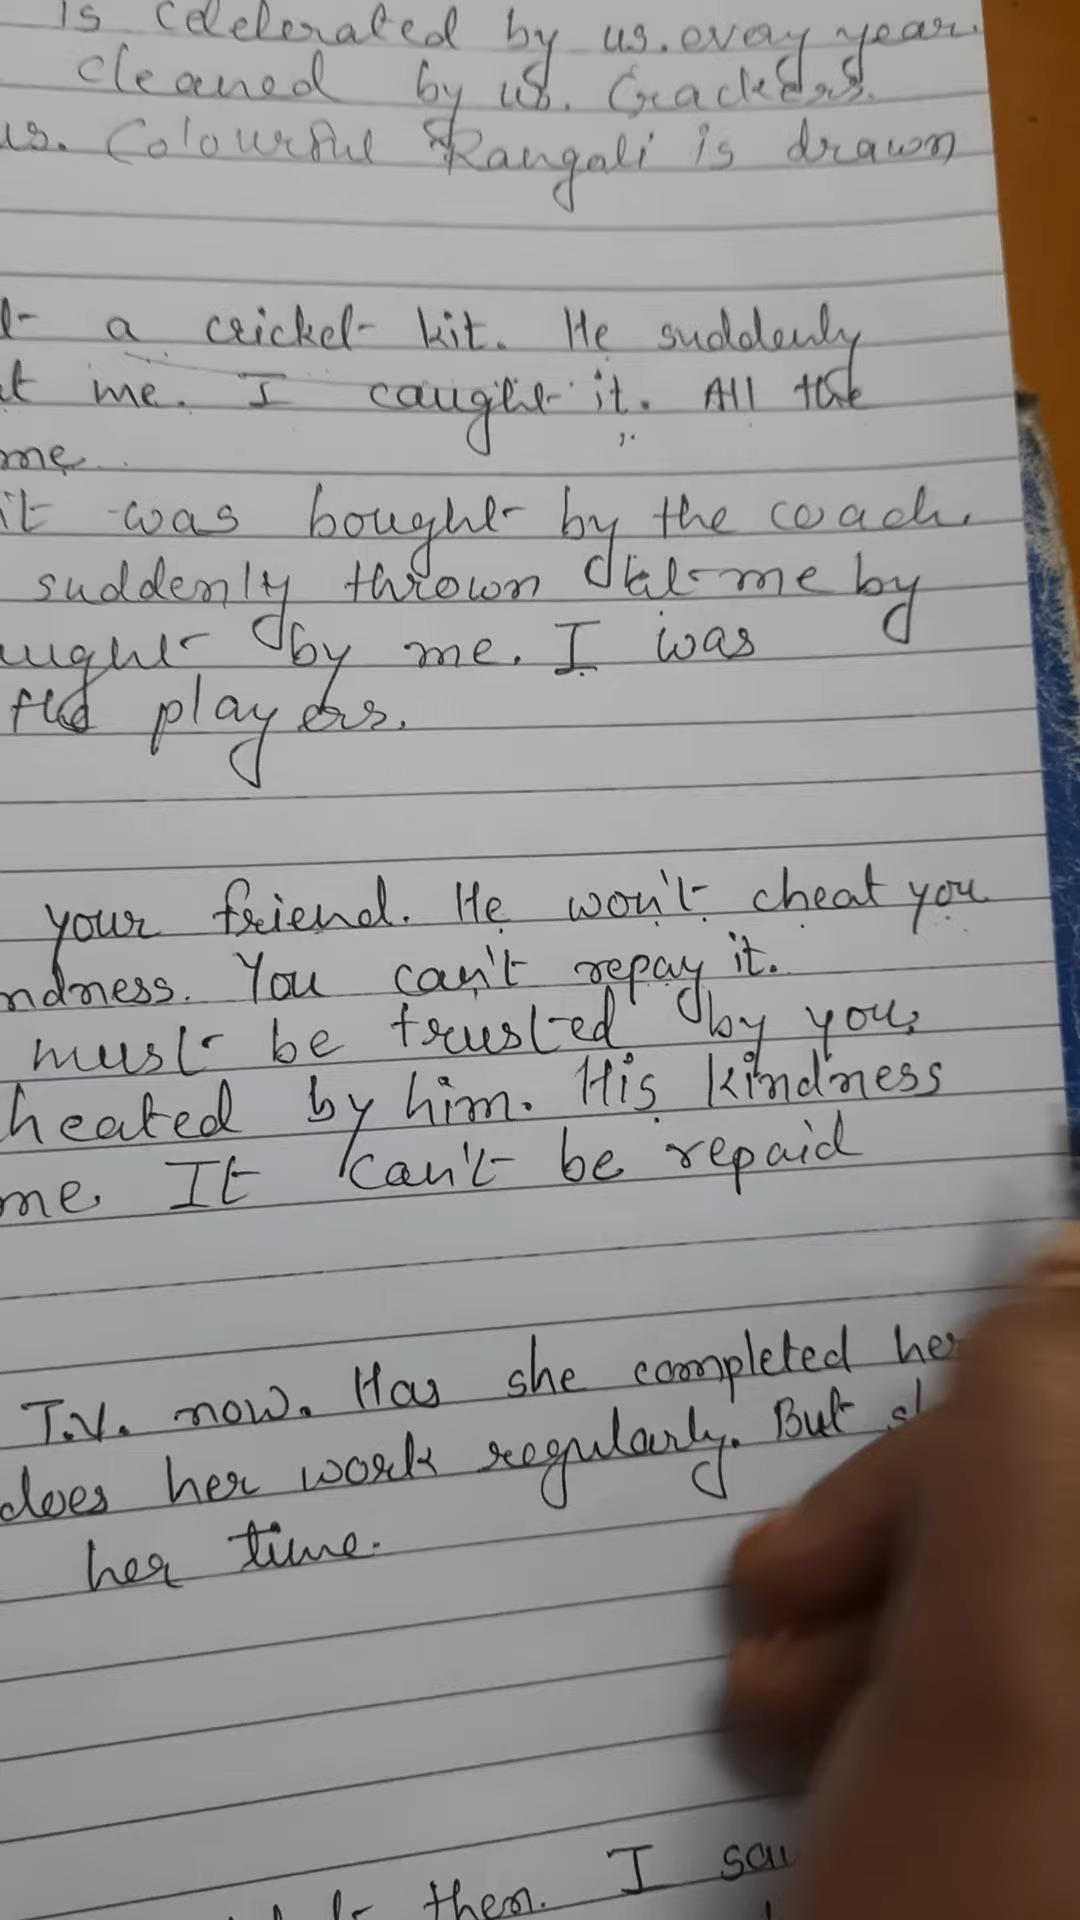 is celebrated by us. every year.
cleaned by us. Crackers
us. Colourful Rangali is drawn
a cricket kit. He suddenly
me. I caught it. All the
me
it was bought by the coach.
suddenly thrown at me by
by me. I was
the players.
your friend. He won't cheat you
You can't repay it.
must be trusted by you.
by him. His kindness
me. It can't be repaid
T.V. now. Has she completed her
does her work regularly. But
her time.
them. I